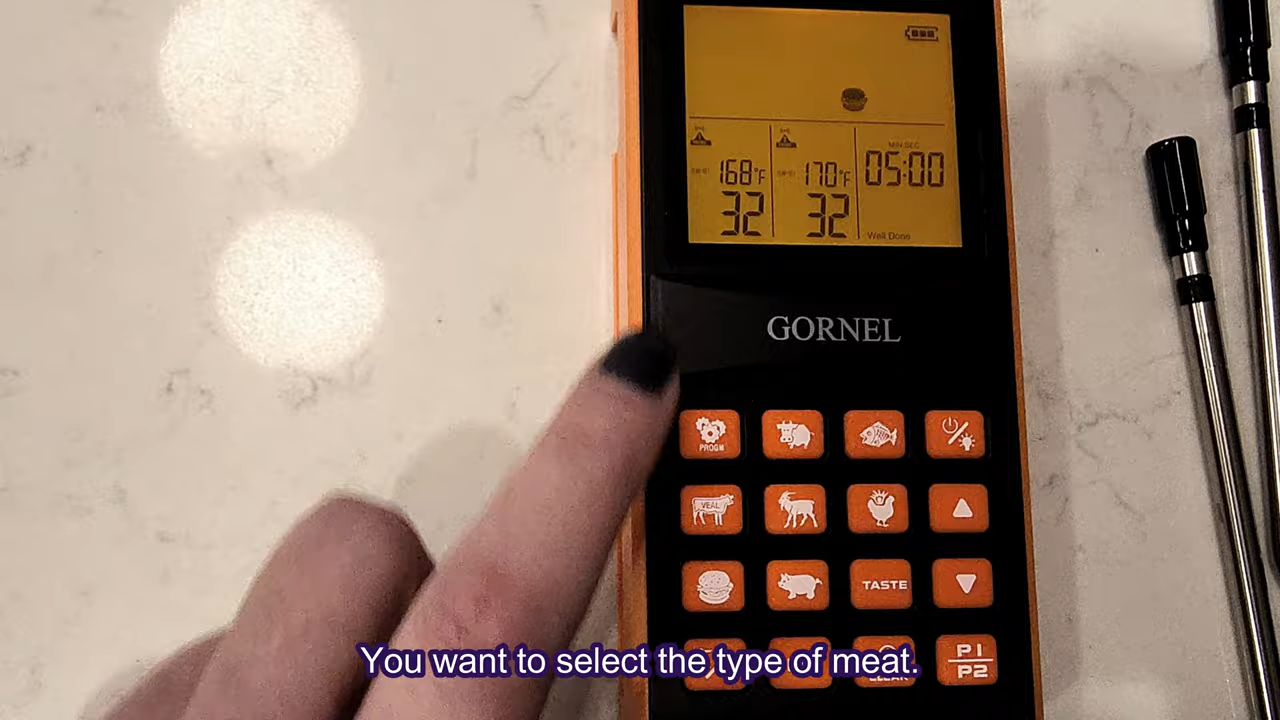 168°F
170°F
MIN SEC
05:00
32
32
Well Done
GORNEL
PROGM
VEAL
TASTE
P1
P2
You want to select the type of meat.